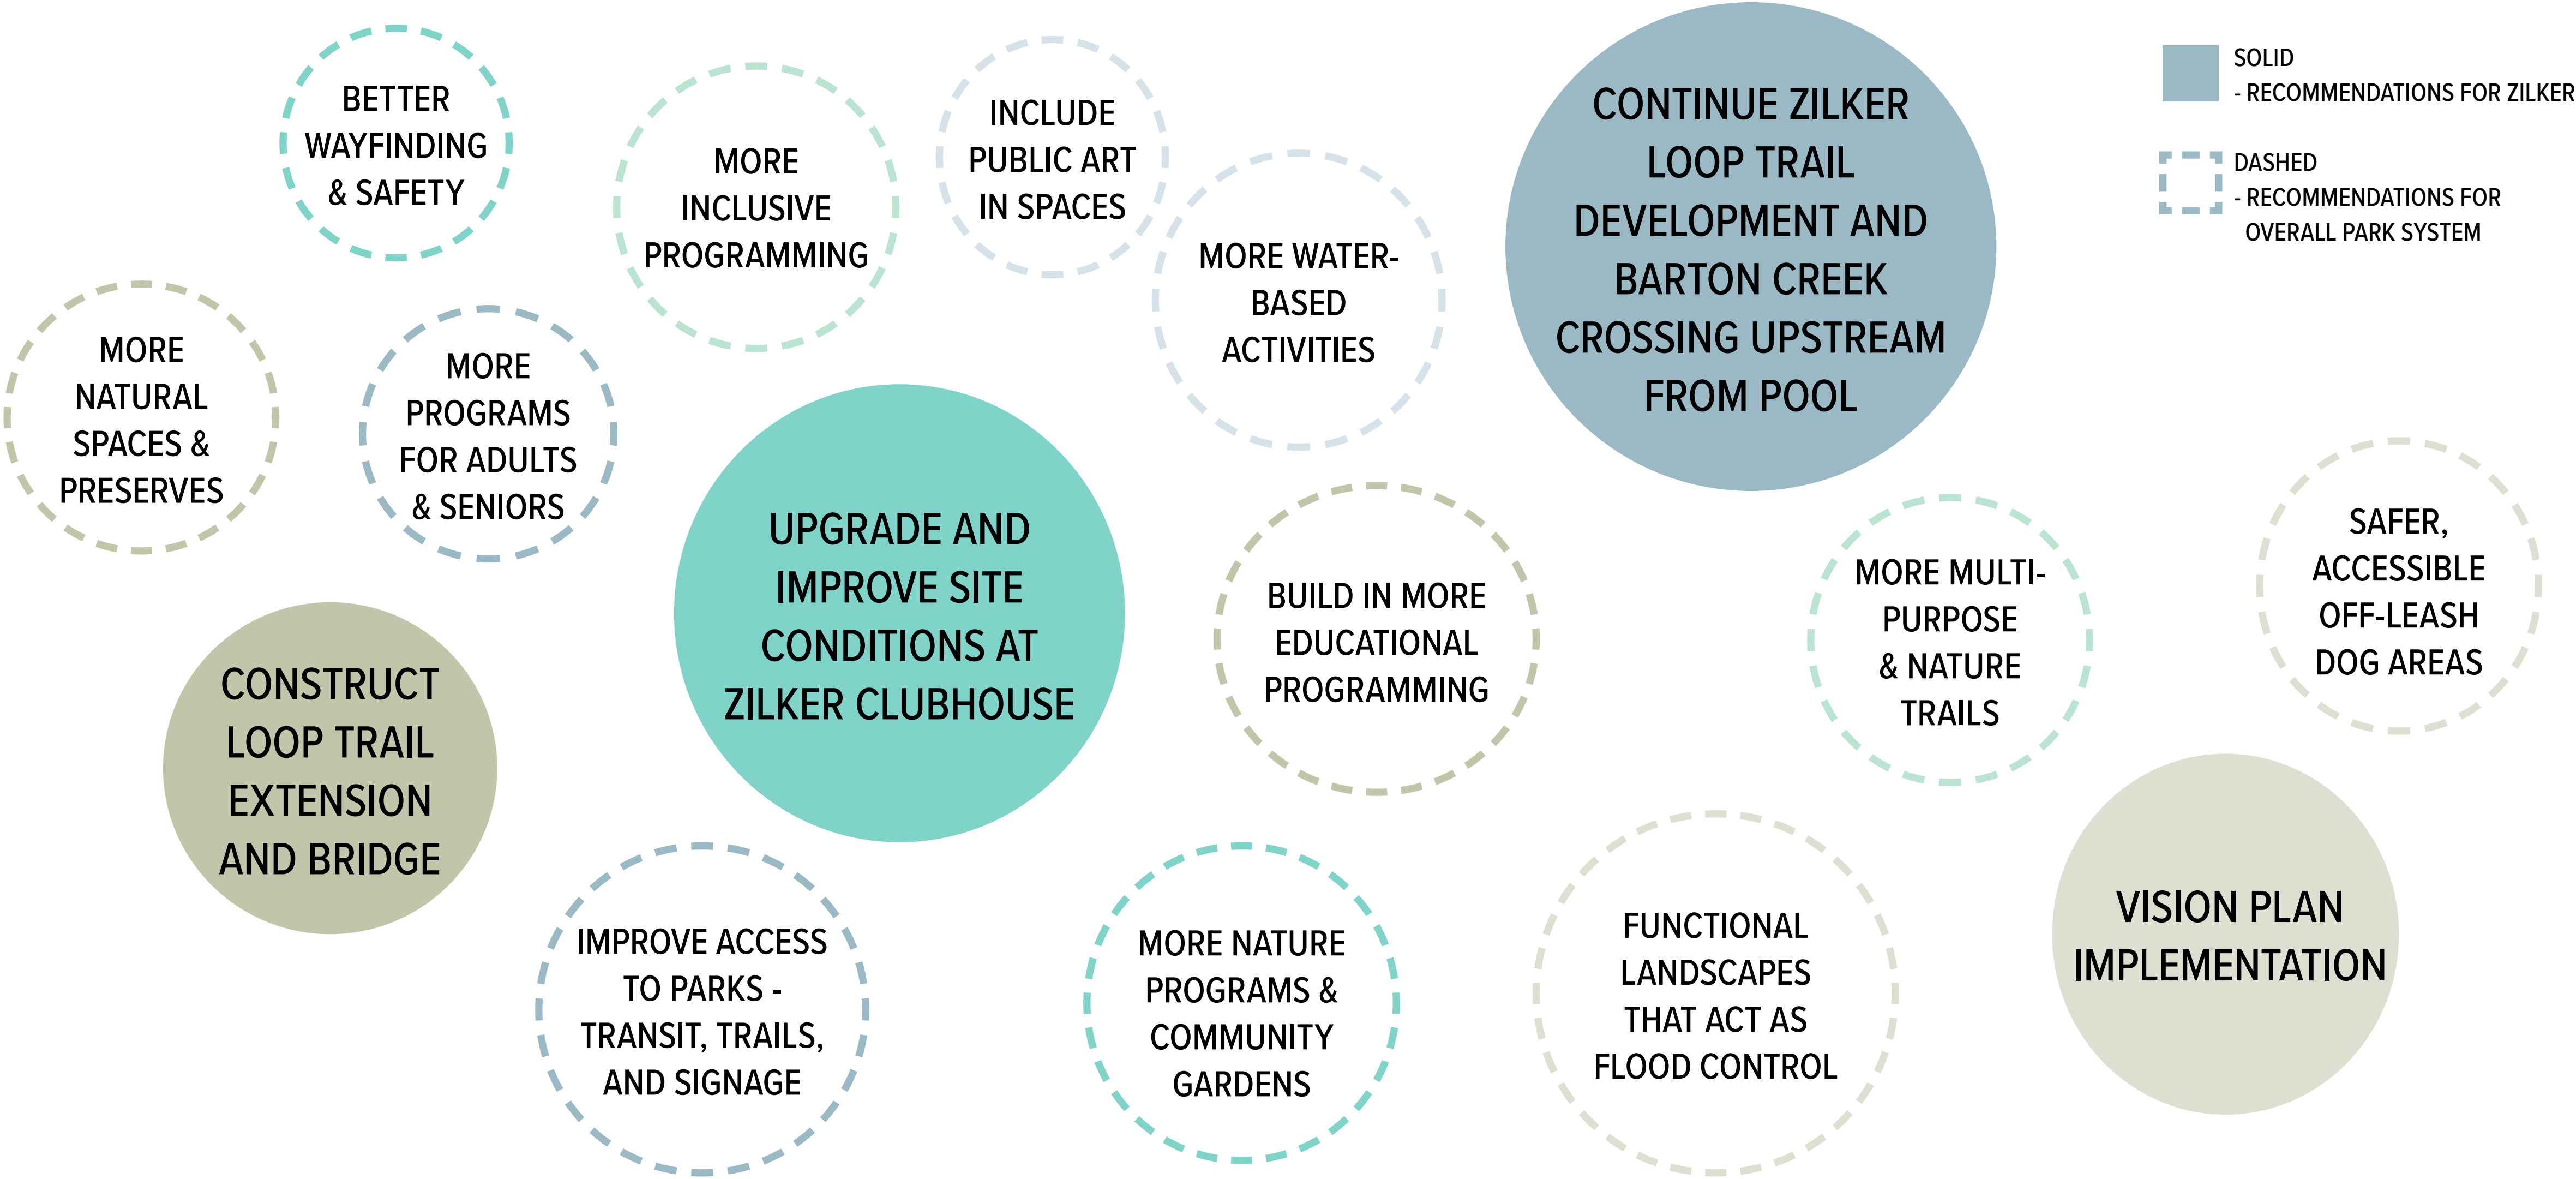 BETTER
WAYFINDING
& SAFETY
MORE
INCLUSIVE
PROGRAMMING
INCLUDE
PUBLIC ART
IN SPACES
MORE WATER-
BASED
ACTIVITIES
CONTINUE ZILKER
LOOP TRAIL
DEVELOPMENT AND
BARTON CREEK
CROSSING UPSTREAM
FROM POOL
SOLID
- RECOMMENDATIONS FOR ZILKER
DASHED
- RECOMMENDATIONS FOR
OVERALL PARK SYSTEM
MORE
NATURAL
SPACES &
PRESERVES
MORE
PROGRAMS
FOR ADULTS
& SENIORS
UPGRADE AND
IMPROVE SITE
CONDITIONS AT
ZILKER CLUBHOUSE
BUILD IN MORE
EDUCATIONAL
PROGRAMMING
MORE MULTI-
PURPOSE
& NATURE
TRAILS
SAFER,
ACCESSIBLE
OFF-LEASH
DOG AREAS
CONSTRUCT
LOOP TRAIL
EXTENSION
AND BRIDGE
IMPROVE ACCESS
TO PARKS -
TRANSIT, TRAILS,
AND SIGNAGE
MORE NATURE
PROGRAMS &
COMMUNITY
GARDENS
FUNCTIONAL
LANDSCAPES
THAT ACT AS
FLOOD CONTROL
VISION PLAN
IMPLEMENTATION